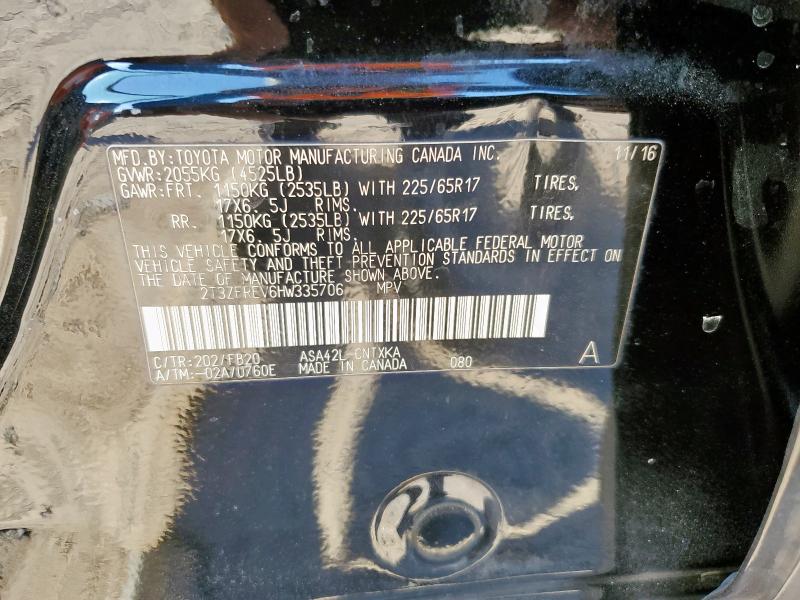 MFD.BY:TOYOTA MOTOR MANUFACTURING CANADA INC. 11/16
GVWR:2055KG (4525LB)
GAWR:FRT. 1150KG (2535LB) WITH 225/65R17 TIRES,
17X6.5J RIMS.
RR. 1150KG (2535LB) WITH 225/65R17 TIRES,
17X6.5J RIMS.
THIS VEHICLE CONFORMS TO ALL APPLICABLE FEDERAL MOTOR
VEHICLE SAFETY AND THEFT-PREVENTION STANDARDS IN EFFECT ON
THE DATE OF MANUFACTURE SHOWN ABOVE.
2T3ZFREV6HW335706 MPV
C/TR:202/FB20 ASA42L-CNTXKA
A/TM:-02A/U760E MADE IN CANADA 080 A